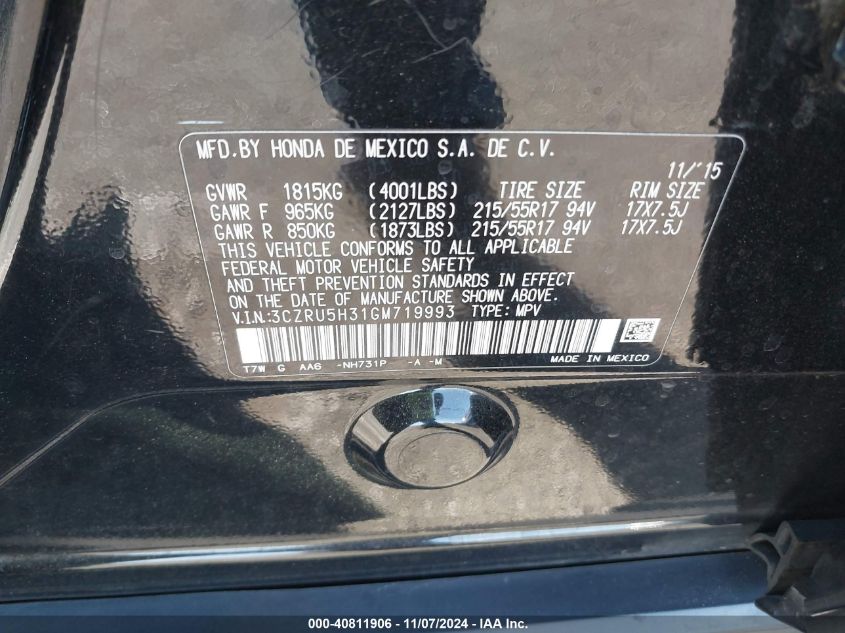 MFD.BY HONDA DE MEXICO S.A. DE C.V.
11/'15
GVWR 1815KG (4001LBS) TIRE SIZE RIM SIZE
GAWR F 965KG (2127LBS) 215/55R17 94V 17X7.5J
GAWR R 850KG (1873LBS) 215/55R17 94V 17X7.5J
THIS VEHICLE CONFORMS TO ALL APPLICABLE
FEDERAL MOTOR VEHICLE SAFETY
AND THEFT PREVENTION STANDARDS IN EFFECT
ON THE DATE OF MANUFACTURE SHOWN ABOVE.
V.I.N.:3CZRU5H31GM719993 TYPE: MPV
MADE IN MEXICO
T7W G AA6 -NH731P -A -M
000-40811906 - 11/07/2024 - IAA Inc.